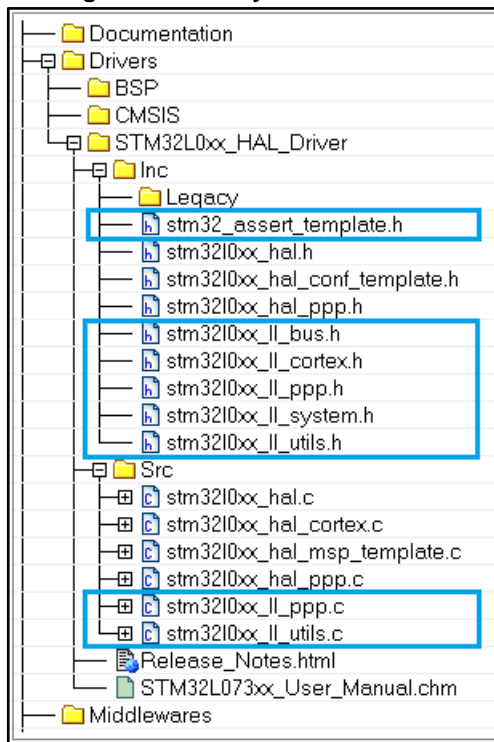 Documentation
Drivers
BSP
CMSIS
STM32L0xx_HAL_Driver
Inc
Legacy
stm32_assert_template.h
stm32l0xx_hal.h
stm32l0xx_hal_conf_template.h
stm32l0xx_hal_ppp.h
stm32l0xx_ll_bus.h
stm32l0xx_ll_cortex.h
stm32l0xx_ll_ppp.h
stm32l0xx_ll_system.h
stm32l0xx_ll_utils.h
Src
stm32l0xx_hal.c
stm32l0xx_hal_cortex.c
stm32l0xx_hal_msp_template.c
stm32l0xx_hal_ppp.c
stm32l0xx_ll_ppp.c
stm32l0xx_ll_utils.c
Release_Notes.html
STM32L073xx_User_Manual.chm
Middlewares